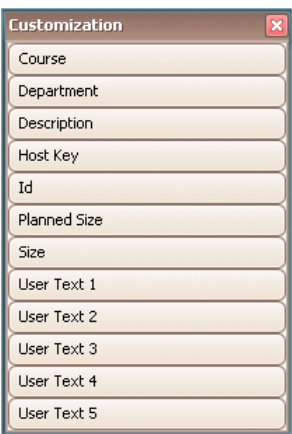 Customization
Course
Department
Description
Host Key
Id
Planned Size
Size
User Text 1
User Text 2
User Text 3
User Text 4
User Text 5